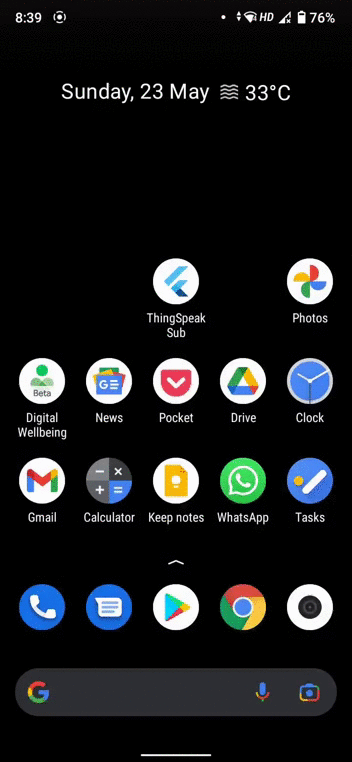 8:39
HD
76%
Sunday, 23 May
33°C
ThingSpeak
Sub
Photos
Beta
Digital
Wellbeing
GE
News
Pocket
Drive
Clock
Gmail
Calculator
Keep notes
WhatsApp
Tasks
G